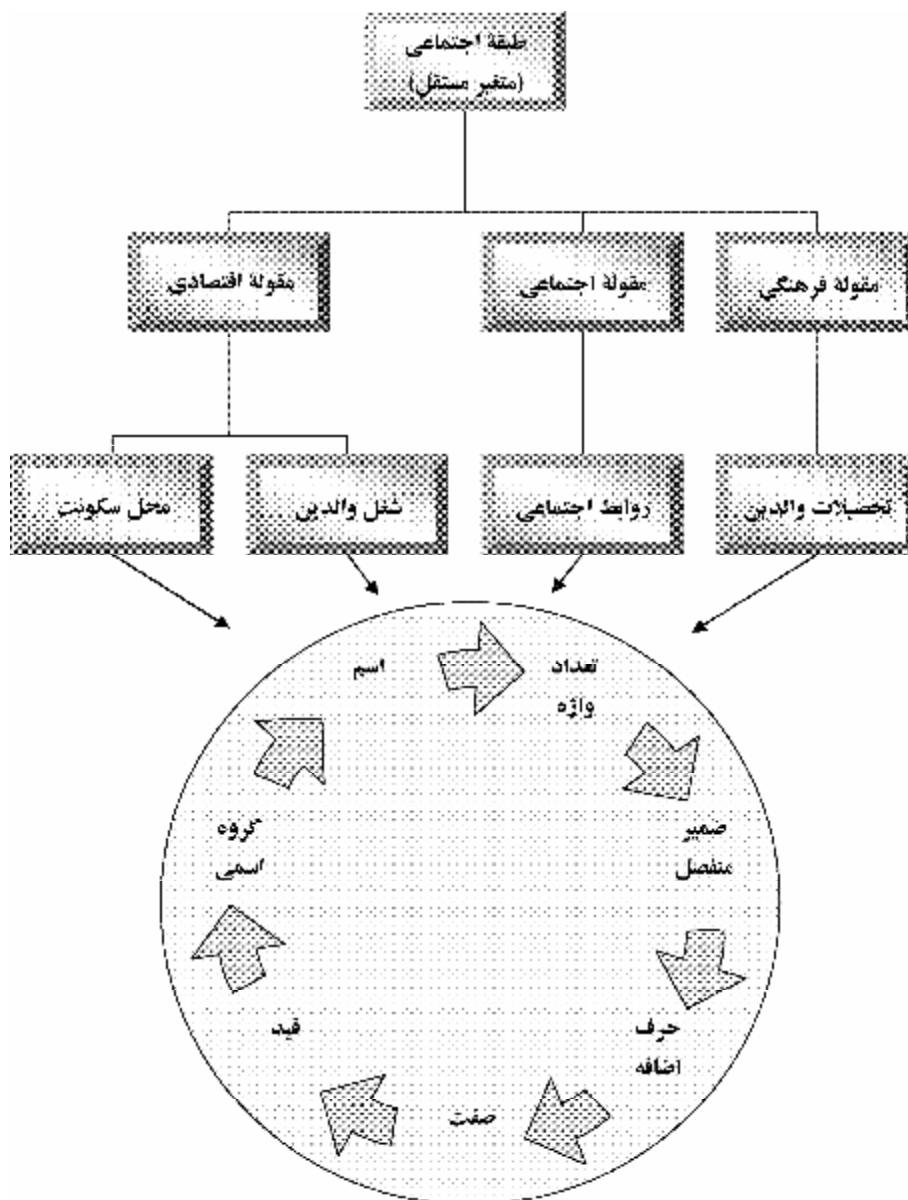 طبقهٔ اجتماعی
(متغیر مستقل)
مقولهٔ فرهنگی
مقولهٔ اجتماعی
مقولهٔ اقتصادی
تحصیلات والدین
روابط اجتماعی
شغل والدین
محل سکونت
تعداد
واژه
ضمیر
منفصل
حرف
اضافه
صفت
قید
گروه
اسمی
اسم